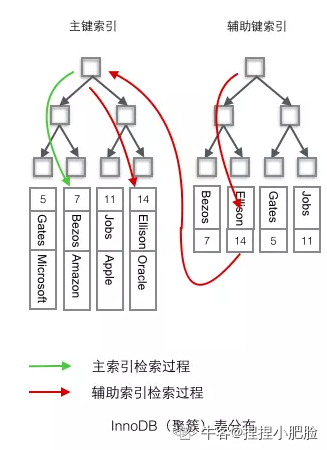 主键索引
辅助键索引
5
7
11
14
Gates
Bezos
Jobs
Ellison
Microsoft
Amazon
Apple
Oracle
Bezos
Ellison
Gates
Jobs
7
14
5
11
主索引检索过程
辅助索引检索过程
InnoDB（聚簇）表分布
牛客@捏捏小肥脸